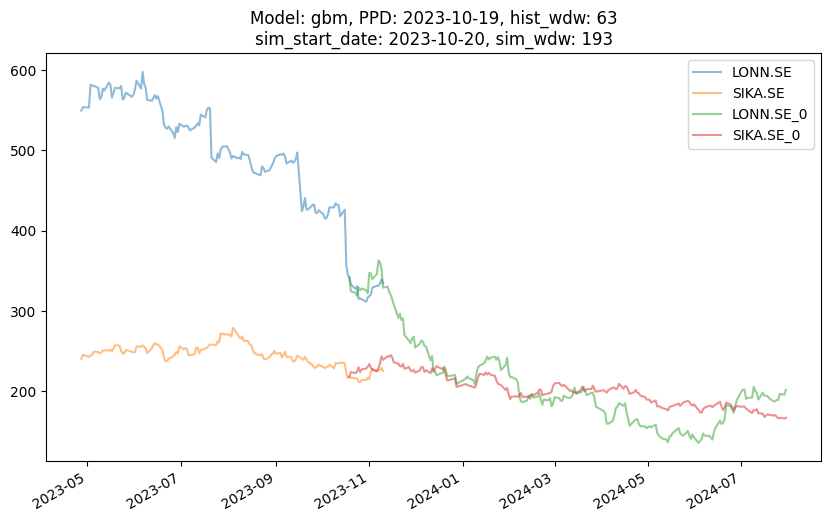 Model: gbm, PPD: 2023-10-19, hist_wdw: 63
sim_start_date: 2023-10-20, sim_wdw: 193
LONN.SE
SIKA.SE
LONN.SE_0
SIKA.SE_0
600
500
400
300
200
2023-05
2023-07
2023-09
2023-11
2024-01
2024-03
2024-05
2024-07